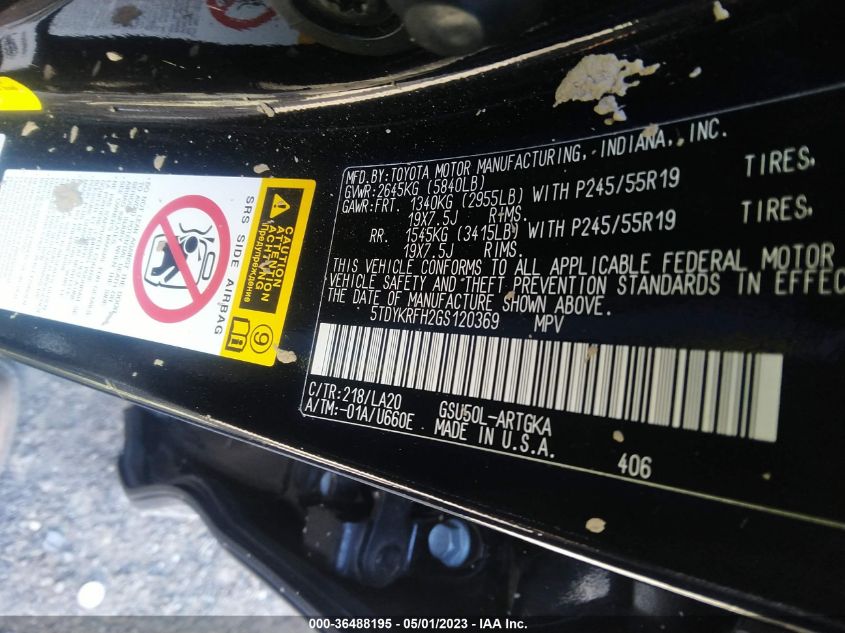 MFD.BY:TOYOTA MOTOR MANUFACTURING, INDIANA, INC.
GVWR:2645KG (5840LB)
GAWR:FRT. 1340KG (2955LB) WITH P245/55R19 TIRES,
19X7.5J RIMS.
RR. 1545KG (3415LB) WITH P245/55R19 TIRES,
19X7.5J RIMS.
THIS VEHICLE CONFORMS TO ALL APPLICABLE FEDERAL MOTOR
VEHICLE SAFETY AND THEFT PREVENTION STANDARDS IN EFFEC
THE DATE OF MANUFACTURE SHOWN ABOVE.
5TDYKRFH2GS120369 MPV
C/TR:218/LA20 GSU50L-ARTGKA
A/TM:-01A/U660E MADE IN U.S.A.
406
SRS SIDE AIRBAG
CAUTION
ATTENTION
ACHTUNG
Предупреждение
9
000-36488195 - 05/01/2023 - IAA Inc.